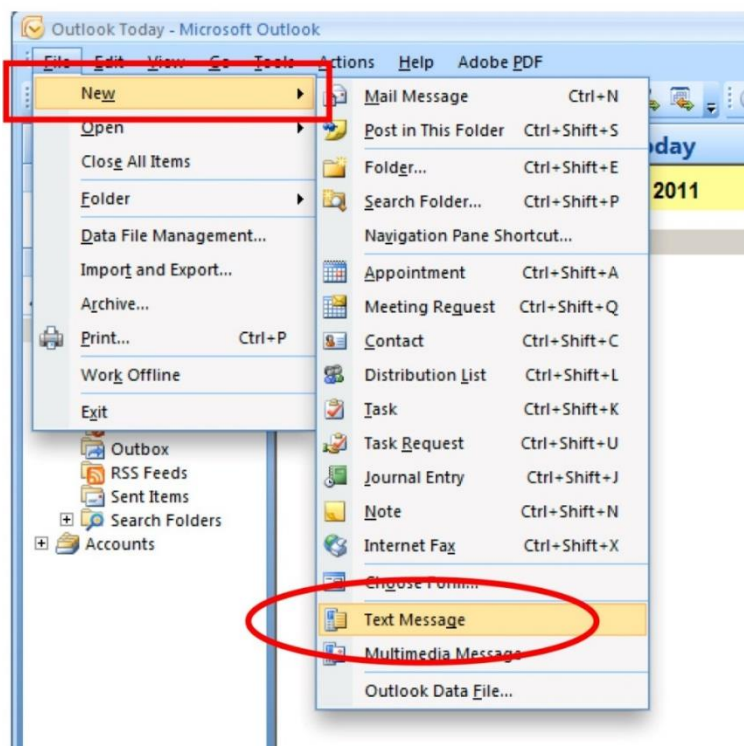 Outlook Today - Microsoft Outlook
File Edit View Go Tools Actions Help Adobe PDF
New
Open
Close All Items
Folder
Data File Management...
Import and Export...
Archive...
Print... Ctrl+P
Work Offline
Exit
Mail Message Ctrl+N
Post in This Folder Ctrl+Shift+S
Folder... Ctrl+Shift+E
Search Folder... Ctrl+Shift+P
Navigation Pane Shortcut...
Appointment Ctrl+Shift+A
Meeting Request Ctrl+Shift+Q
Contact Ctrl+Shift+C
Distribution List Ctrl+Shift+L
Task Ctrl+Shift+K
Task Request Ctrl+Shift+U
Journal Entry Ctrl+Shift+J
Note Ctrl+Shift+N
Internet Fax Ctrl+Shift+X
Choose Form...
Text Message
Multimedia Message
Outlook Data File...
day
2011
Outbox
RSS Feeds
Sent Items
Search Folders
Accounts